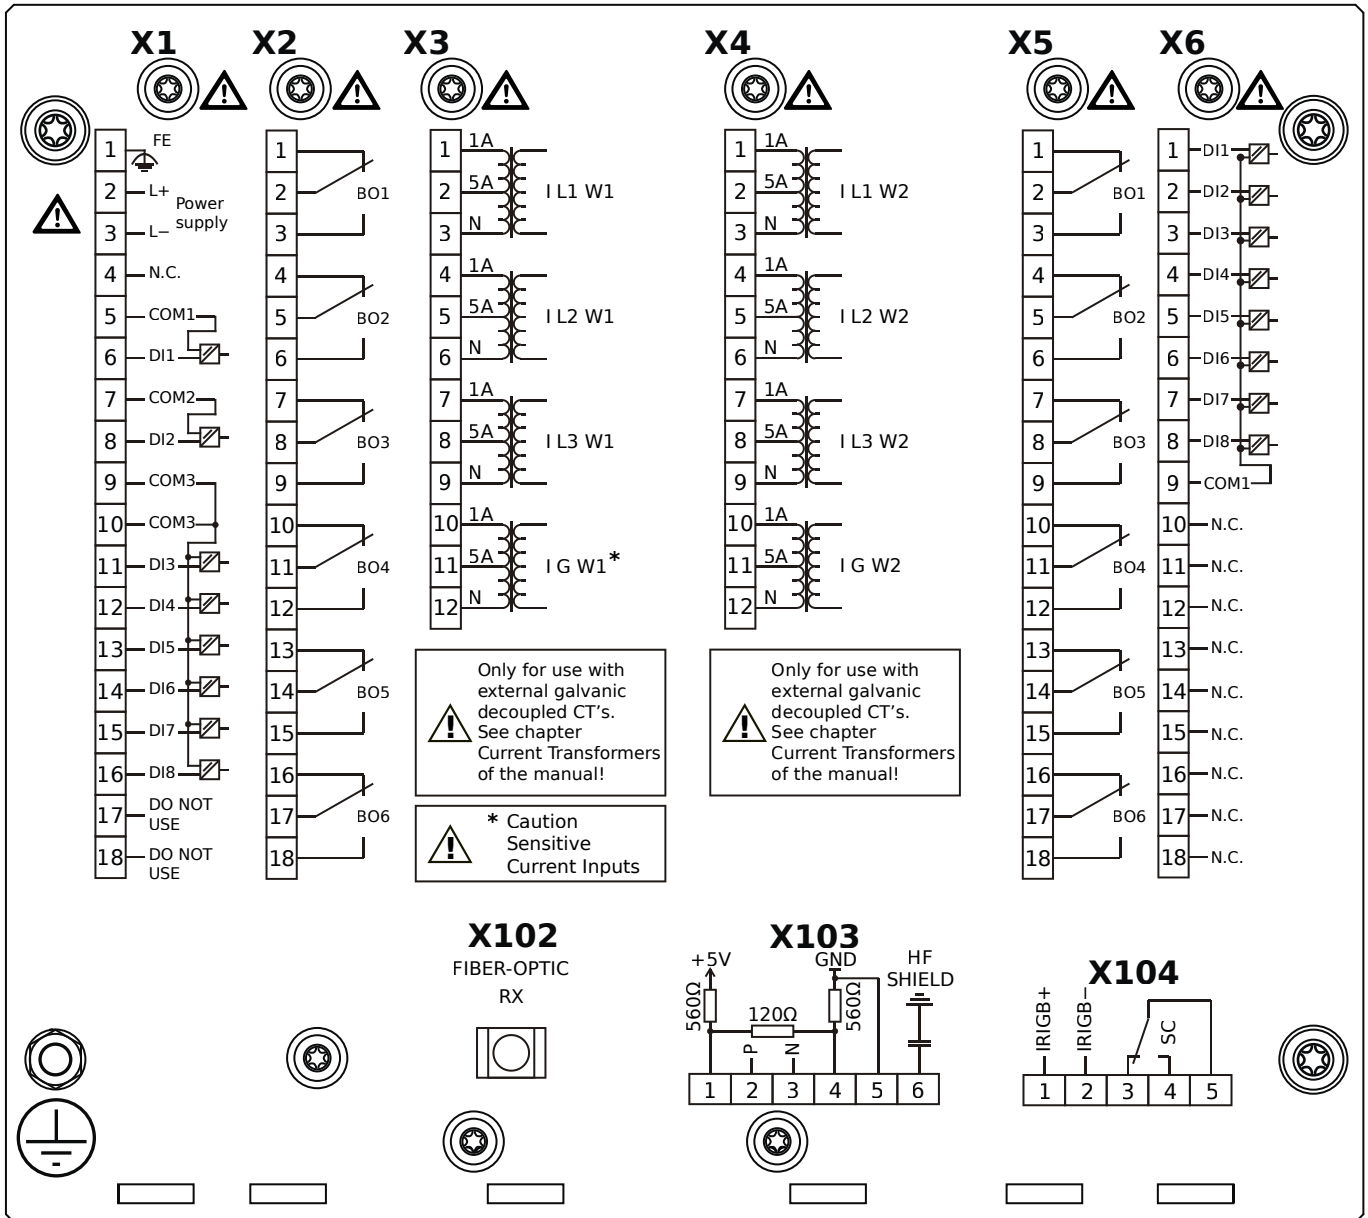 X1
X2
X3
X4
X5
X6
1 FE
2 L+
Power
supply
3 L−
4 N.C.
5 COM1
6 DI1
7 COM2
8 DI2
9 COM3
10 COM3
11 DI3
12 DI4
13 DI5
14 DI6
15 DI7
16 DI8
17 DO NOT
USE
18 DO NOT
USE
1
2 BO1
3
4
5 BO2
6
7
8 BO3
9
10
11 BO4
12
13
14 BO5
15
16
17 BO6
18
1 1A
2 5A I L1 W1
3 N
4 1A
5 5A I L2 W1
6 N
7 1A
8 5A I L3 W1
9 N
10 1A
11 5A I G W1*
12 N
Only for use with
external galvanic
decoupled CT's.
See chapter
Current Transformers
of the manual!
* Caution
Sensitive
Current Inputs
1 1A
2 5A I L1 W2
3 N
4 1A
5 5A I L2 W2
6 N
7 1A
8 5A I L3 W2
9 N
10 1A
11 5A I G W2
12 N
Only for use with
external galvanic
decoupled CT's.
See chapter
Current Transformers
of the manual!
1
2 BO1
3
4
5 BO2
6
7
8 BO3
9
10
11 BO4
12
13
14 BO5
15
16
17 BO6
18
1 DI1
2 DI2
3 DI3
4 DI4
5 DI5
6 DI6
7 DI7
8 DI8
9 COM1
10 N.C.
11 N.C.
12 N.C.
13 N.C.
14 N.C.
15 N.C.
16 N.C.
17 N.C.
18 N.C.
X102
FIBER-OPTIC
RX
X103
+5V
GND
HF
SHIELD
560Ω
120Ω
560Ω
P
N
1 2 3 4 5 6
X104
IRIGB+
IRIGB−
SC
1 2 3 4 5